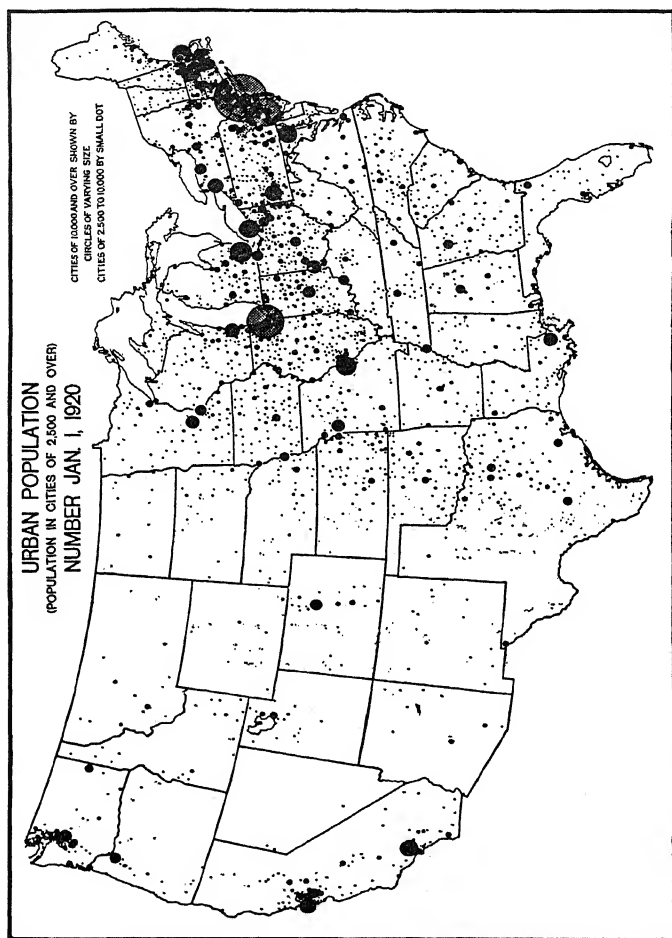 URBAN POPULATION
(POPULATION IN CITIES OF 2,500 AND OVER)
NUMBER JAN. 1, 1920
CITIES OF 10,000 AND OVER SHOWN BY
CIRCLES OF VARYING SIZE
CITIES OF 2,500 TO 10,000 BY SMALL DOT